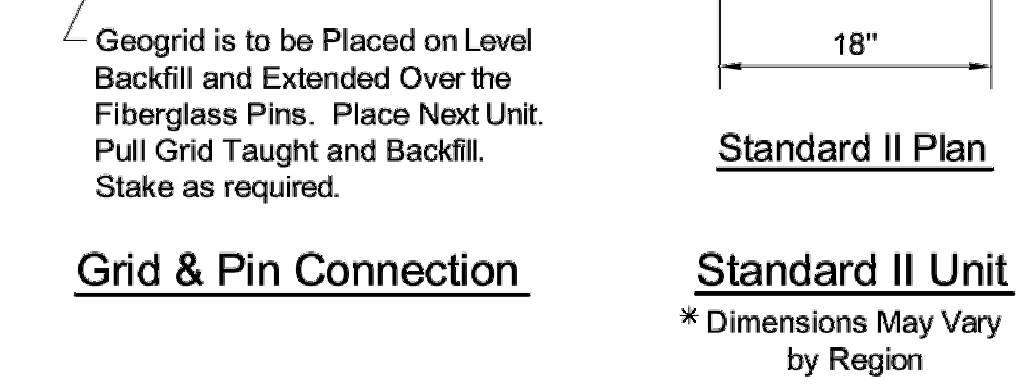 Geogrid is to be Placed on Level
Backfill and Extended Over the
Fiberglass Pins. Place Next Unit.
Pull Grid Taught and Backfill.
Stake as required.
Grid & Pin Connection
18"
Standard II Plan
Standard II Unit
* Dimensions May Vary
by Region